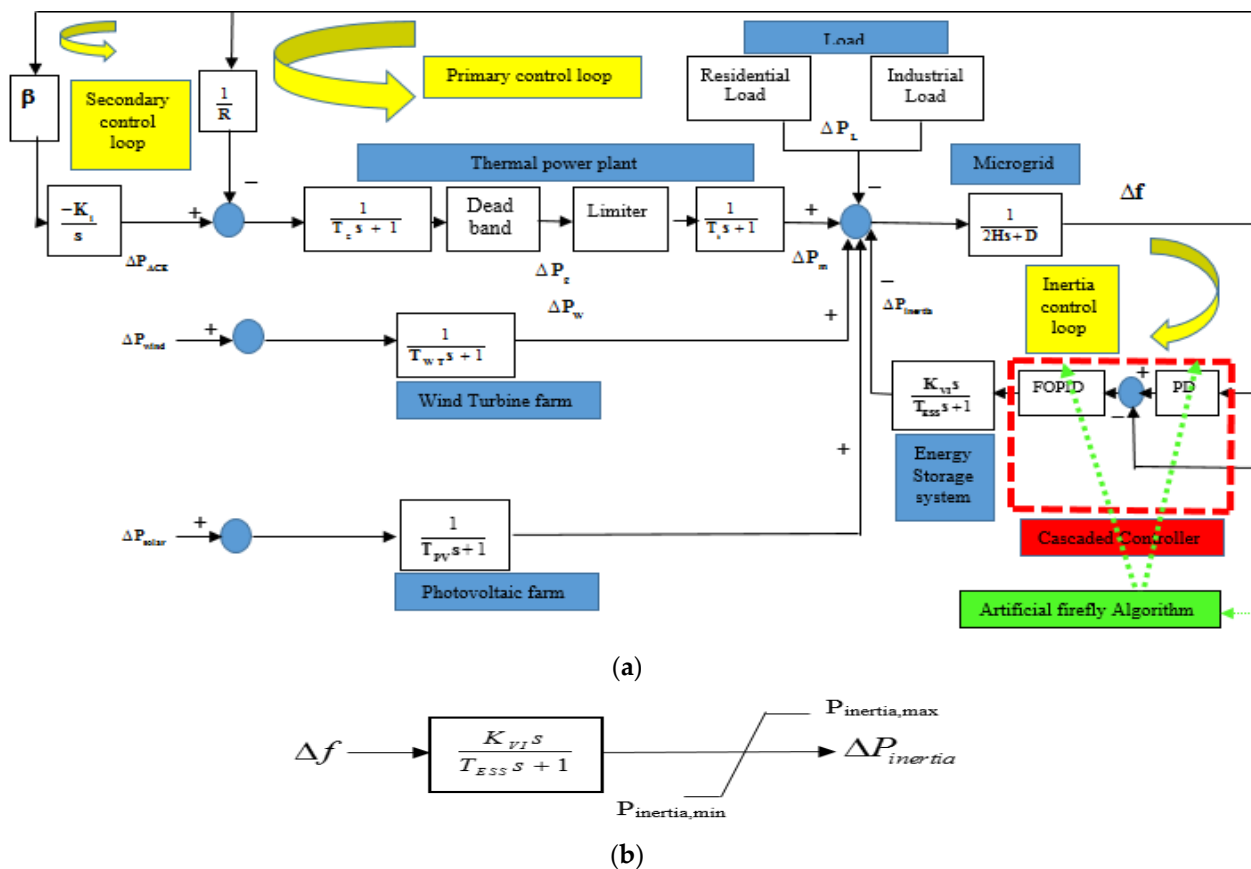 β
Secondary
control
loop
1
R
Primary control loop
Load
Residential
Load
Industrial
Load
ΔP_L
−
−
Thermal power plant
Microgrid
−K_i
s
+
ΔP_ACE
1
T_g s + 1
Dead
band
ΔP_g
Limiter
1
T_t s+1
+
ΔP_m
1
2Hs+D
Δf
−
ΔP_inertia
Inertia
control
loop
ΔP_wind
+
ΔP_W
1
T_WT s+1
Wind Turbine farm
+
K_VI s
T_ESS s+1
Energy
Storage
system
FOPID
+
−
PD
Cascaded Controller
ΔP_solar
+
1
T_PV s+1
Photovoltaic farm
+
Artificial firefly Algorithm
(a)
Δf
K_VI s
T_ESS s + 1
P_inertia,max
ΔP_inertia
P_inertia,min
(b)